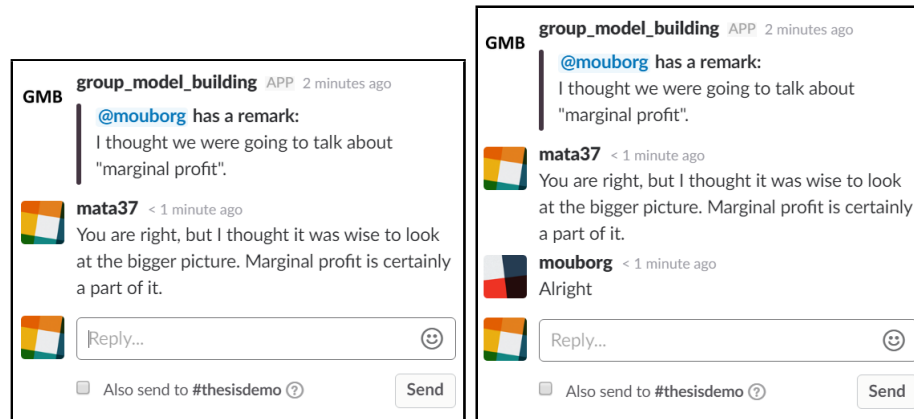 GMB
group_model_building APP 2 minutes ago
@mouborg has a remark:
I thought we were going to talk about
"marginal profit".
mata37 < 1 minute ago
You are right, but I thought it was wise to look
at the bigger picture. Marginal profit is certainly
a part of it.
Reply...
Also send to #thesisdemo ?
Send
GMB
group_model_building APP 2 minutes ago
@mouborg has a remark:
I thought we were going to talk about
"marginal profit".
mata37 < 1 minute ago
You are right, but I thought it was wise to look
at the bigger picture. Marginal profit is certainly
a part of it.
mouborg < 1 minute ago
Alright
Reply...
Also send to #thesisdemo ?
Send